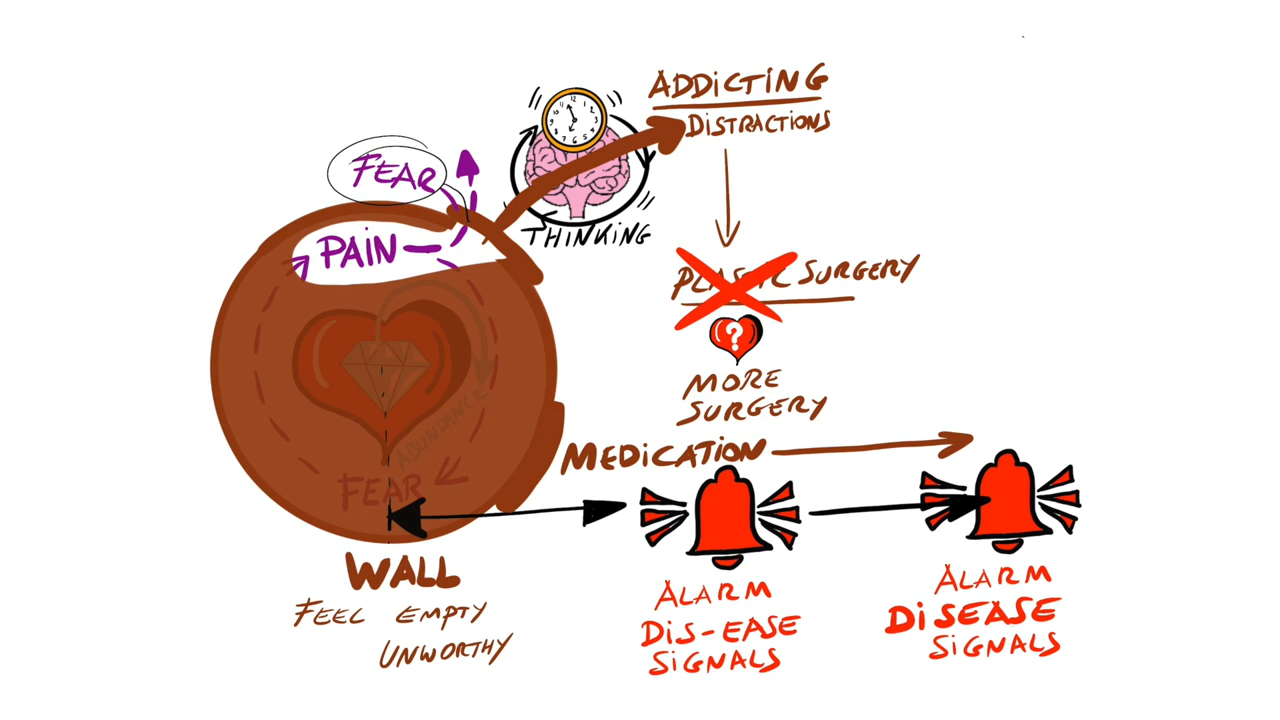 ADDICTING
DISTRACTIONS
FEAR
THINKING
PAIN
PLASTIC SURGERY
?
MORE
SURGERY
ABUNDANCE
MEDICATION
FEAR
WALL
FEEL EMPTY
UNWORTHY
ALARM
DIS-EASE
SIGNALS
ALARM
DISEASE
SIGNALS